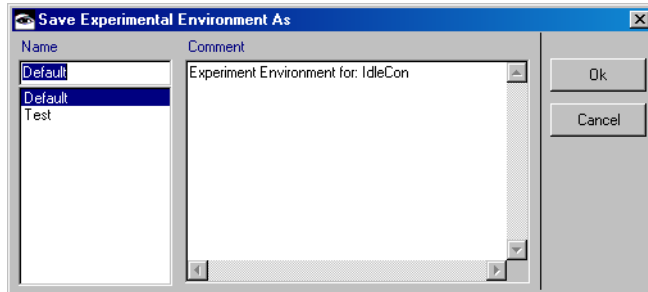 Save Experimental Environment As
Name
Comment
Default
Default
Test
Experiment Environment for: IdleCon
Ok
Cancel